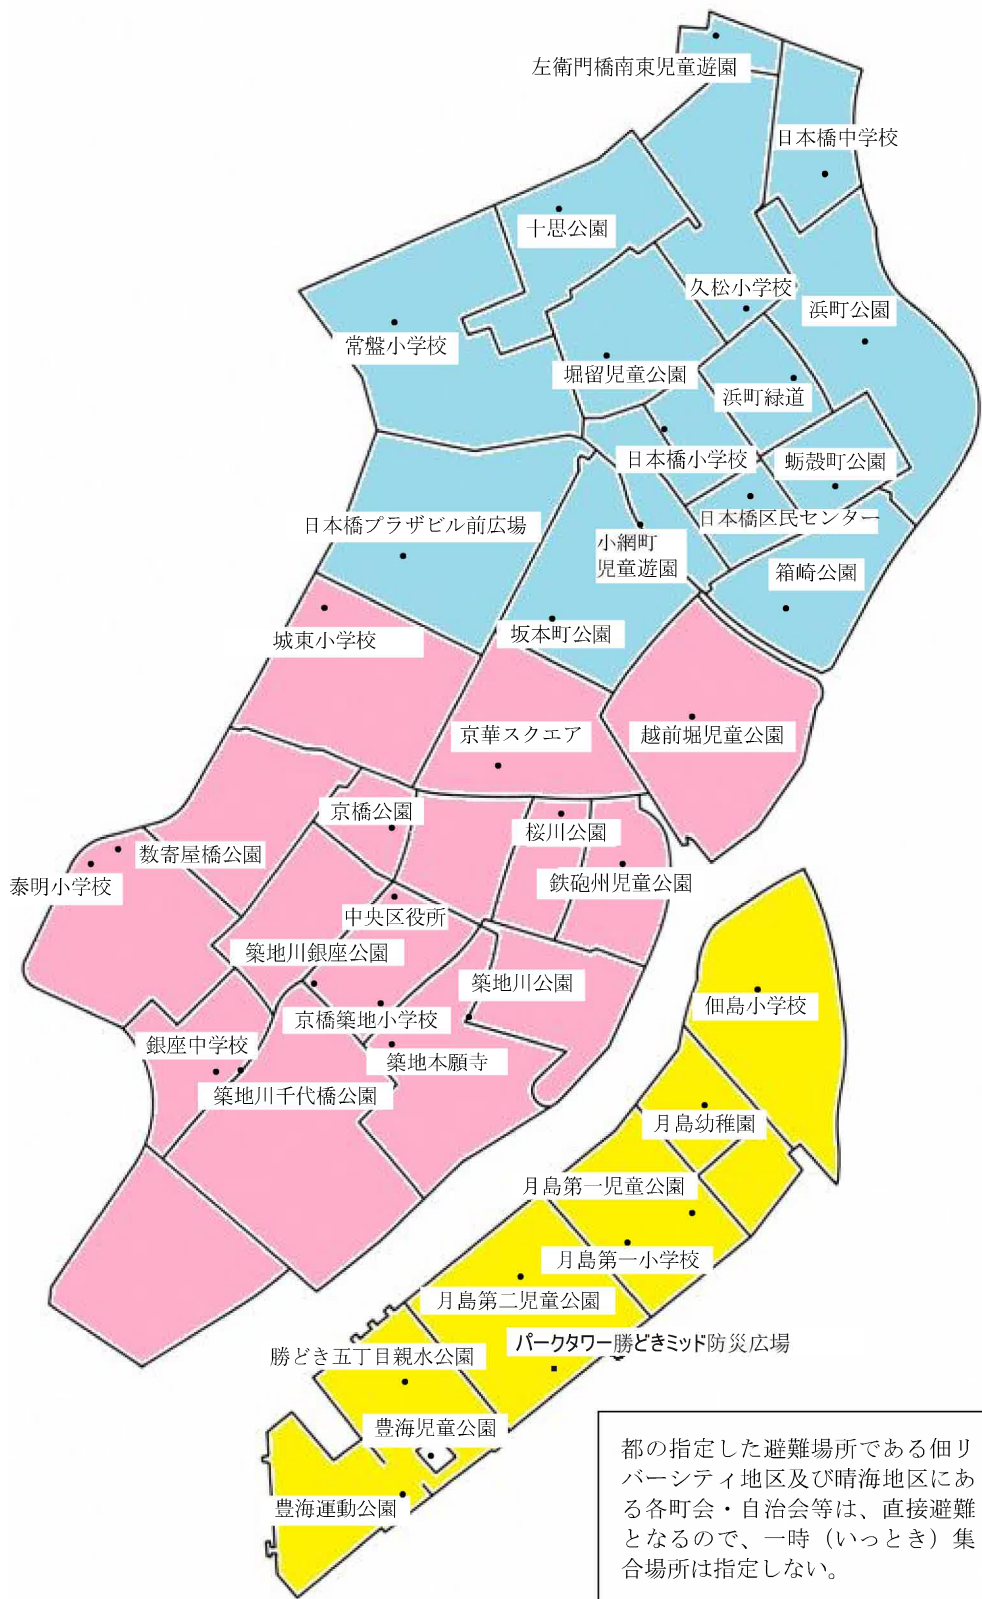 左衛門橋南東児童遊園
日本橋中学校
十思公園
久松小学校
浜町公園
常盤小学校
堀留児童公園
浜町緑道
日本橋小学校
蛎殻町公園
日本橋プラザビル前広場
日本橋区民センター
小網町
児童遊園
箱崎公園
城東小学校
坂本町公園
京華スクエア
越前堀児童公園
京橋公園
桜川公園
数寄屋橋公園
泰明小学校
鉄砲州児童公園
中央区役所
築地川銀座公園
築地川公園
佃島小学校
京橋築地小学校
銀座中学校
築地本願寺
築地川千代橋公園
月島幼稚園
月島第一児童公園
月島第一小学校
月島第二児童公園
パークタワー勝どきミッド防災広場
勝どき五丁目親水公園
豊海児童公園
豊海運動公園
都の指定した避難場所である佃リ
バーシティ地区及び晴海地区にあ
る各町会・自治会等は、直接避難
となるので、一時（いっとき）集
合場所は指定しない。